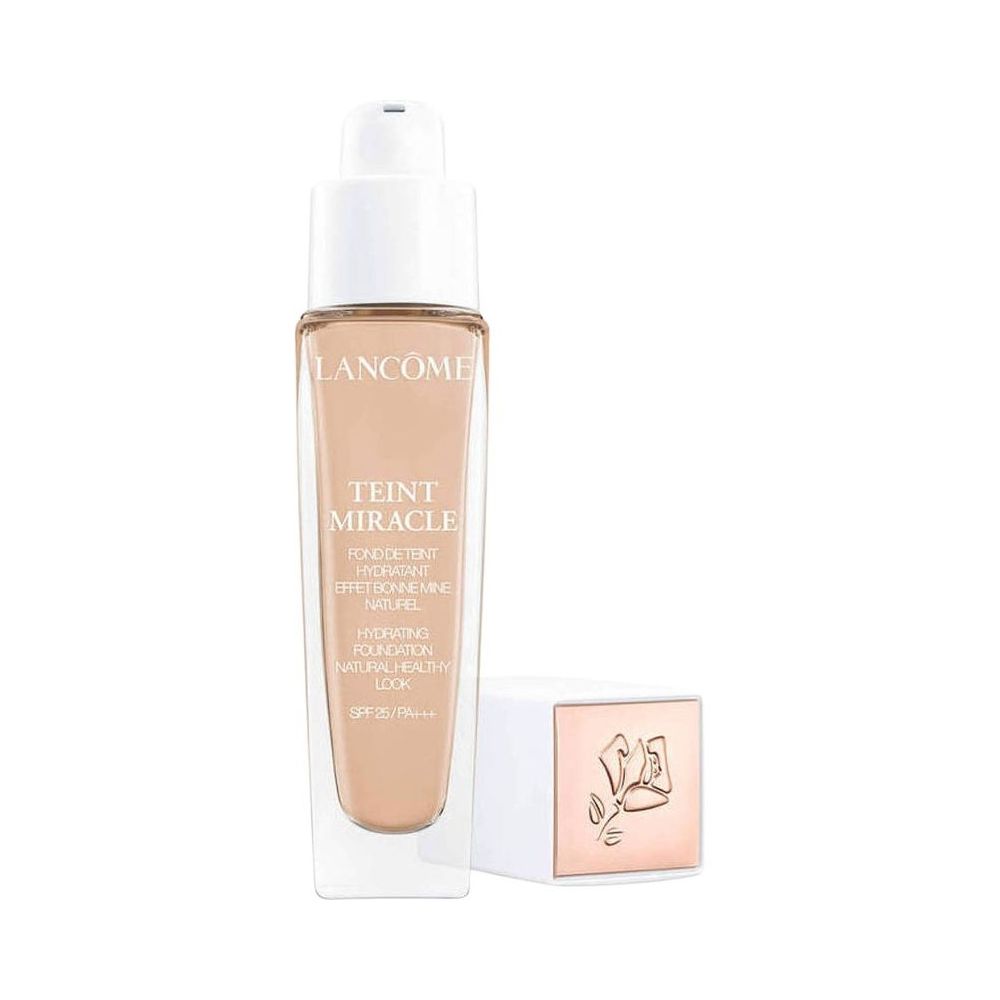 LANCÔME
TEINT
MIRACLE
FOND DE TEINT
HYDRATANT
EFFET BONNE MINE
NATUREL
HYDRATING
FOUNDATION
NATURAL HEALTHY
LOOK
SPF 25 / PA+++